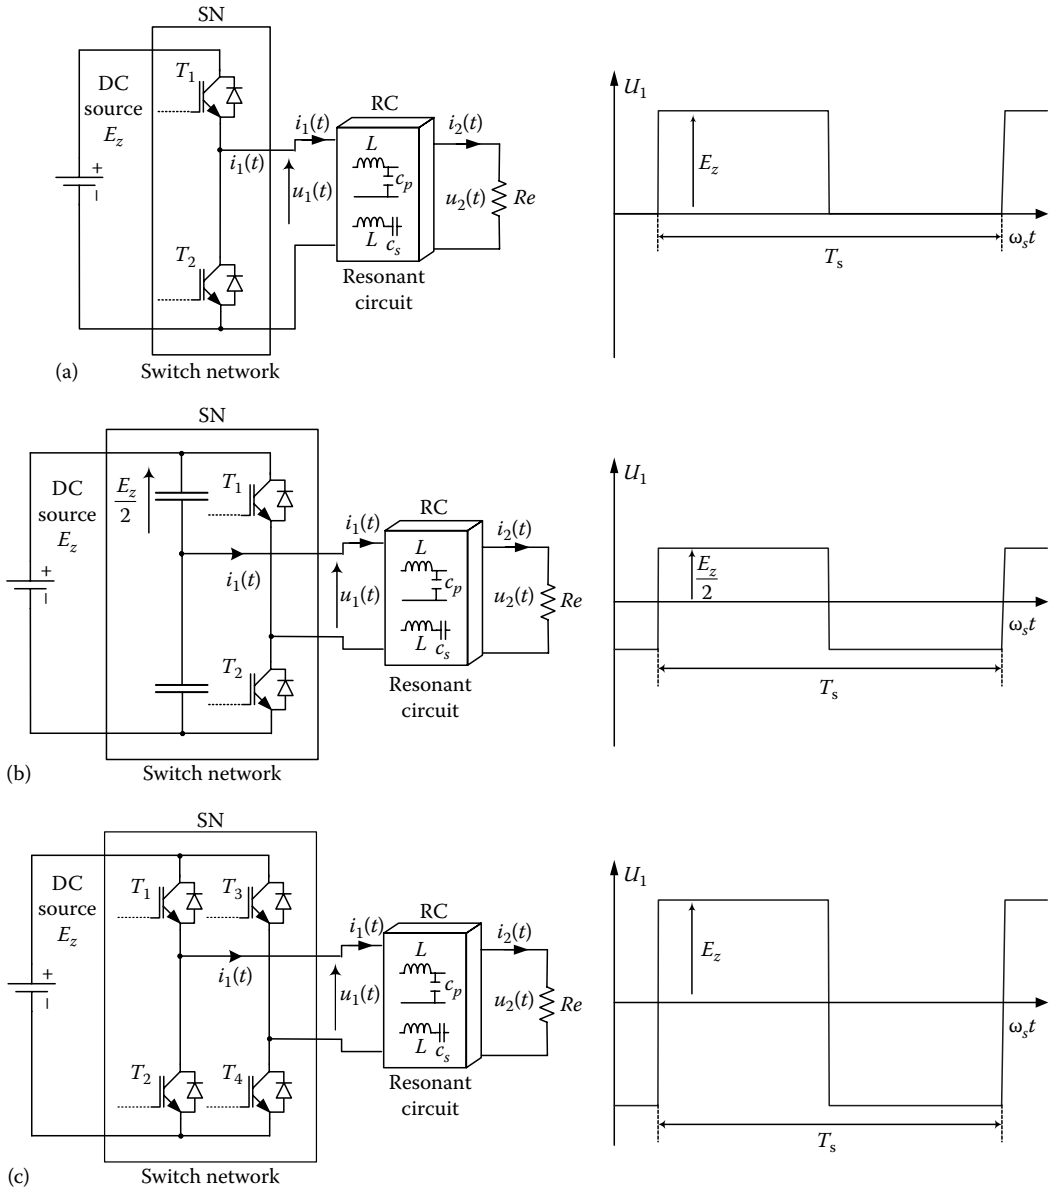 SN
DC
source
E_z
+
−
T_1
T_2
i_1(t)
i_1(t)
u_1(t)
RC
L
c_p
L c_s
Resonant
circuit
i_2(t)
u_2(t)
Re
Switch network
(a)
U_1
E_z
T_s
ω_s t
SN
DC
source
E_z
+
−
E_z
2
T_1
T_2
i_1(t)
i_1(t)
u_1(t)
RC
L
c_p
L c_s
Resonant
circuit
i_2(t)
u_2(t)
Re
Switch network
(b)
U_1
E_z
2
T_s
ω_s t
SN
DC
source
E_z
+
−
T_1
T_3
T_2
T_4
i_1(t)
i_1(t)
u_1(t)
RC
L
c_p
L c_s
Resonant
circuit
i_2(t)
u_2(t)
Re
Switch network
(c)
U_1
E_z
T_s
ω_s t